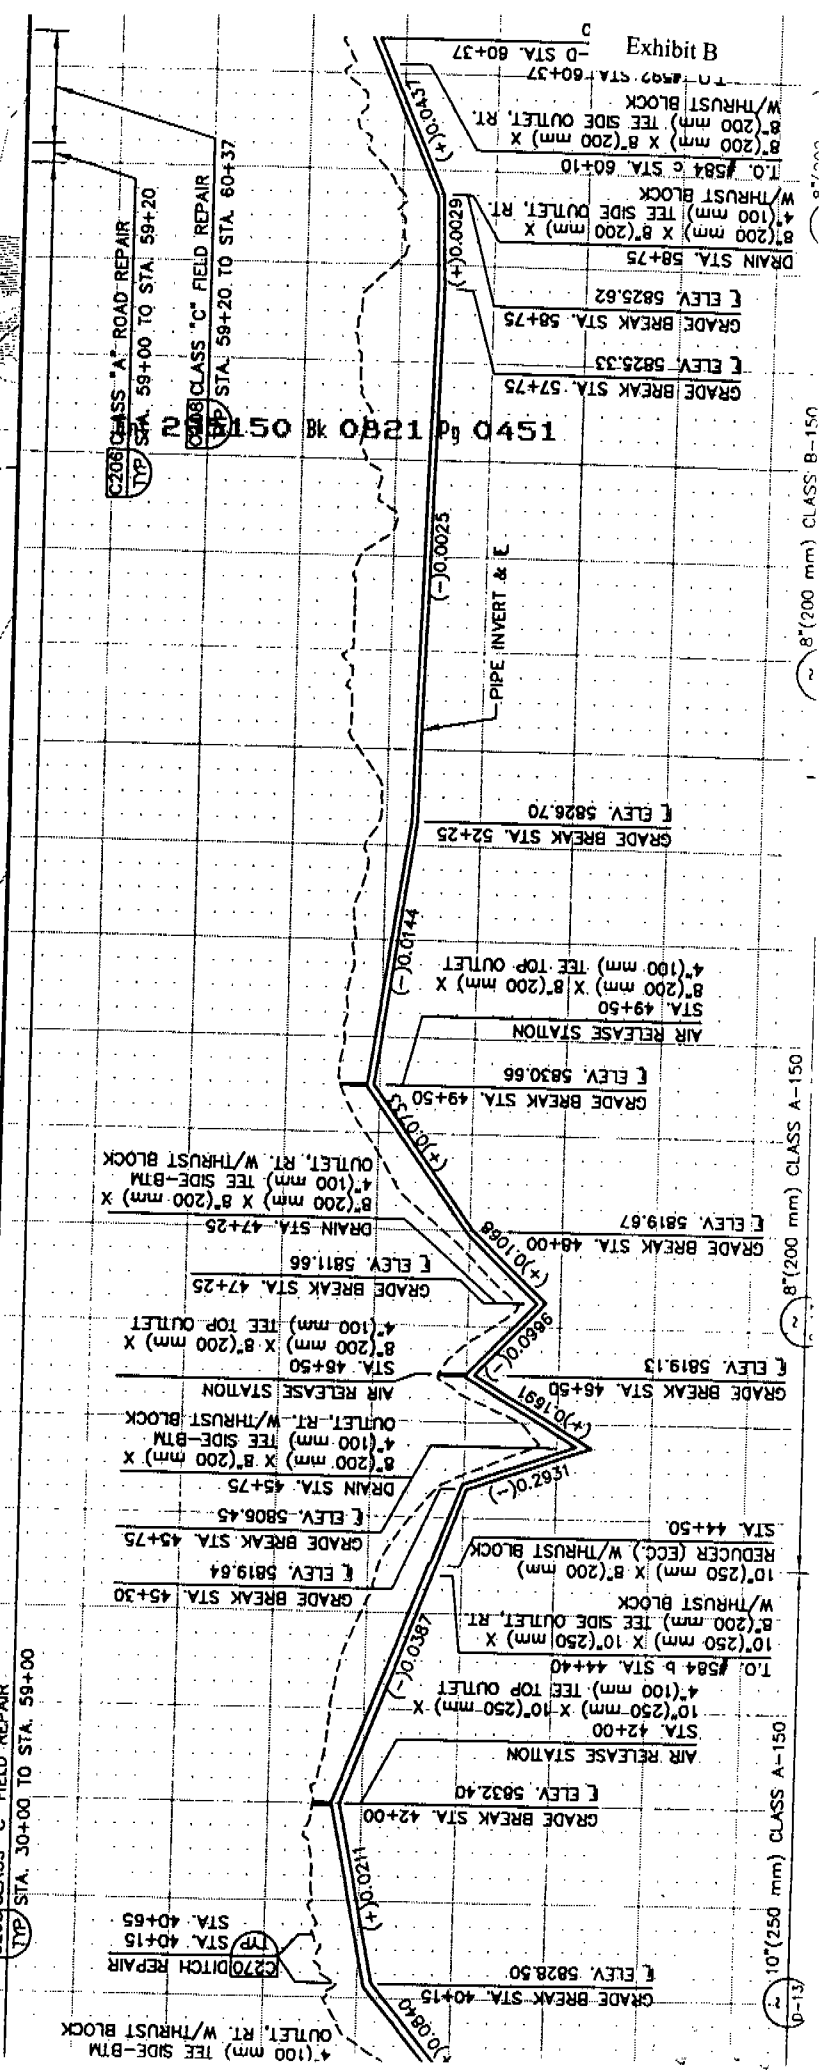 Exhibit B
-D STA. 60+37
STA. 60+37
T.O. #584 c STA. 60+10
8"(200 mm) X 8"(200 mm) X
8"(200 mm) TEE SIDE OUTLET, RT.
W/THRUST BLOCK
(+)0.0437
DRAIN STA. 58+75
8"(200 mm) X 8"(200 mm) X
4"(100 mm) TEE SIDE OUTLET, RT.
W/THRUST BLOCK
(+)0.0029
GRADE BREAK STA. 58+75
℄ ELEV. 5825.62
GRADE BREAK STA. 57+75
℄ ELEV. 5825.33
C206 CLASS "A" ROAD REPAIR
TYP STA. 59+00 TO STA. 59+20
CLASS "C" FIELD REPAIR
TYP STA. 59+20 TO STA. 60+37
Bk 0821 Pg 0451
(-)0.0025
PIPE INVERT & ℄
8"(200 mm) CLASS B-150
GRADE BREAK STA. 52+25
℄ ELEV. 5826.70
(-)0.0144
AIR RELEASE STATION
STA. 49+50
8"(200 mm) X 8"(200 mm) X
4"(100 mm) TEE TOP OUTLET
GRADE BREAK STA. 49+50
℄ ELEV. 5830.66
(+)0.0733
DRAIN STA. 47+25
8"(200 mm) X 8"(200 mm) X
4"(100 mm) TEE SIDE-BTM
OUTLET, RT. W/THRUST BLOCK
GRADE BREAK STA. 48+00
℄ ELEV. 5819.67
(+)0.1068
GRADE BREAK STA. 47+25
℄ ELEV. 5811.66
8"(200 mm) CLASS A-150
(-)0.0996
AIR RELEASE STATION
STA. 46+50
8"(200 mm) X 8"(200 mm) X
4"(100 mm) TEE TOP OUTLET
GRADE BREAK STA. 46+50
℄ ELEV. 5819.13
(+)0.1691
DRAIN STA. 45+75
8"(200 mm) X 8"(200 mm) X
4"(100 mm) TEE SIDE-BTM
OUTLET, RT. W/THRUST BLOCK
(-)0.2931
GRADE BREAK STA. 45+75
℄ ELEV. 5806.45
GRADE BREAK STA. 45+30
℄ ELEV. 5819.64
10"(250 mm) X 8"(200 mm)
REDUCER (ECC.) W/THRUST BLOCK
STA. 44+50
T.O. #584 b STA. 44+40
10"(250 mm) X 10"(250 mm) X
8"(200 mm) TEE SIDE OUTLET, RT.
W/THRUST BLOCK
(-)0.0387
AIR RELEASE STATION
STA. 42+00
10"(250 mm) X 10"(250 mm) X
4"(100 mm) TEE TOP OUTLET
GRADE BREAK STA. 42+00
℄ ELEV. 5832.40
10"(250 mm) CLASS A-150
(+)0.0211
FIELD REPAIR
TYP STA. 30+00 TO STA. 59+00
C270 DITCH REPAIR
TYP STA. 40+15
STA. 40+65
GRADE BREAK STA. 40+15
℄ ELEV. 5828.50
)0.0840
4"(100 mm) TEE SIDE-BTM
OUTLET, RT. W/THRUST BLOCK
D-13